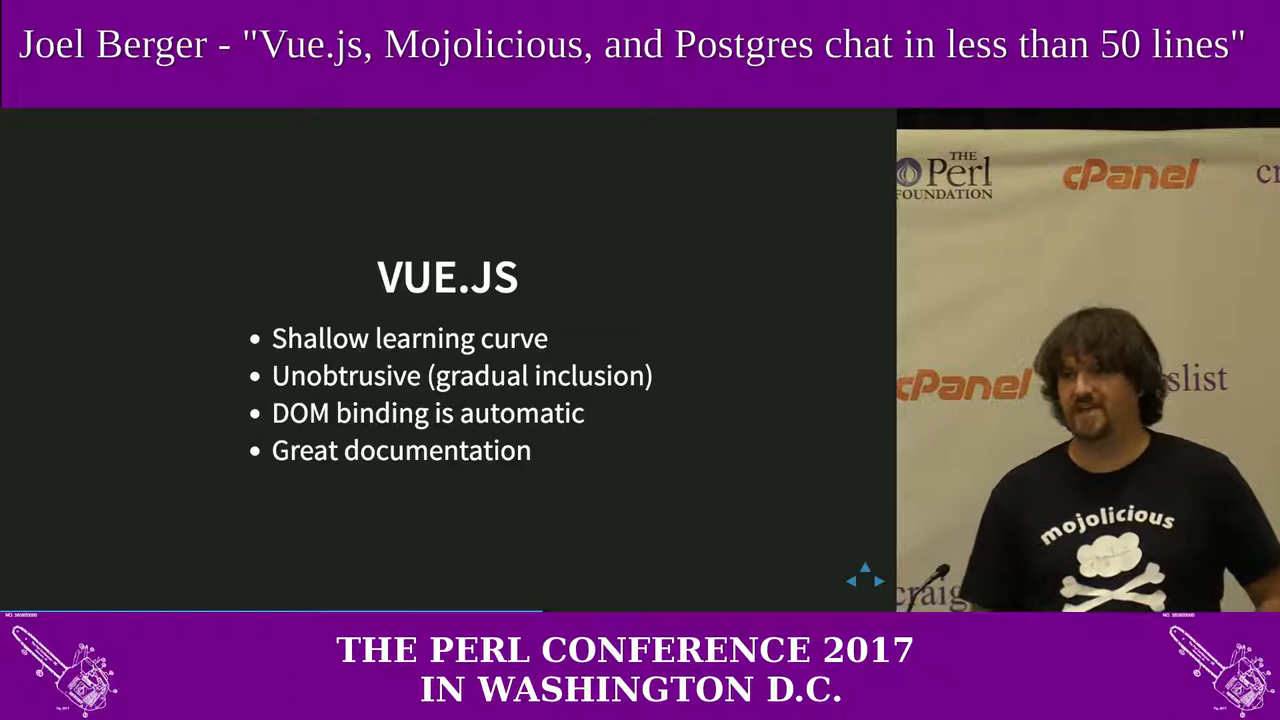 Joel Berger - "Vue.js, Mojolicious, and Postgres chat in less than 50 lines"
VUE.JS
• Shallow learning curve
• Unobtrusive (gradual inclusion)
• DOM binding is automatic
• Great documentation
THE
Perl
FOUNDATION
cPanel
cr
cPanel
slist
mojolicious
craig
THE PERL CONFERENCE 2017
IN WASHINGTON D.C.